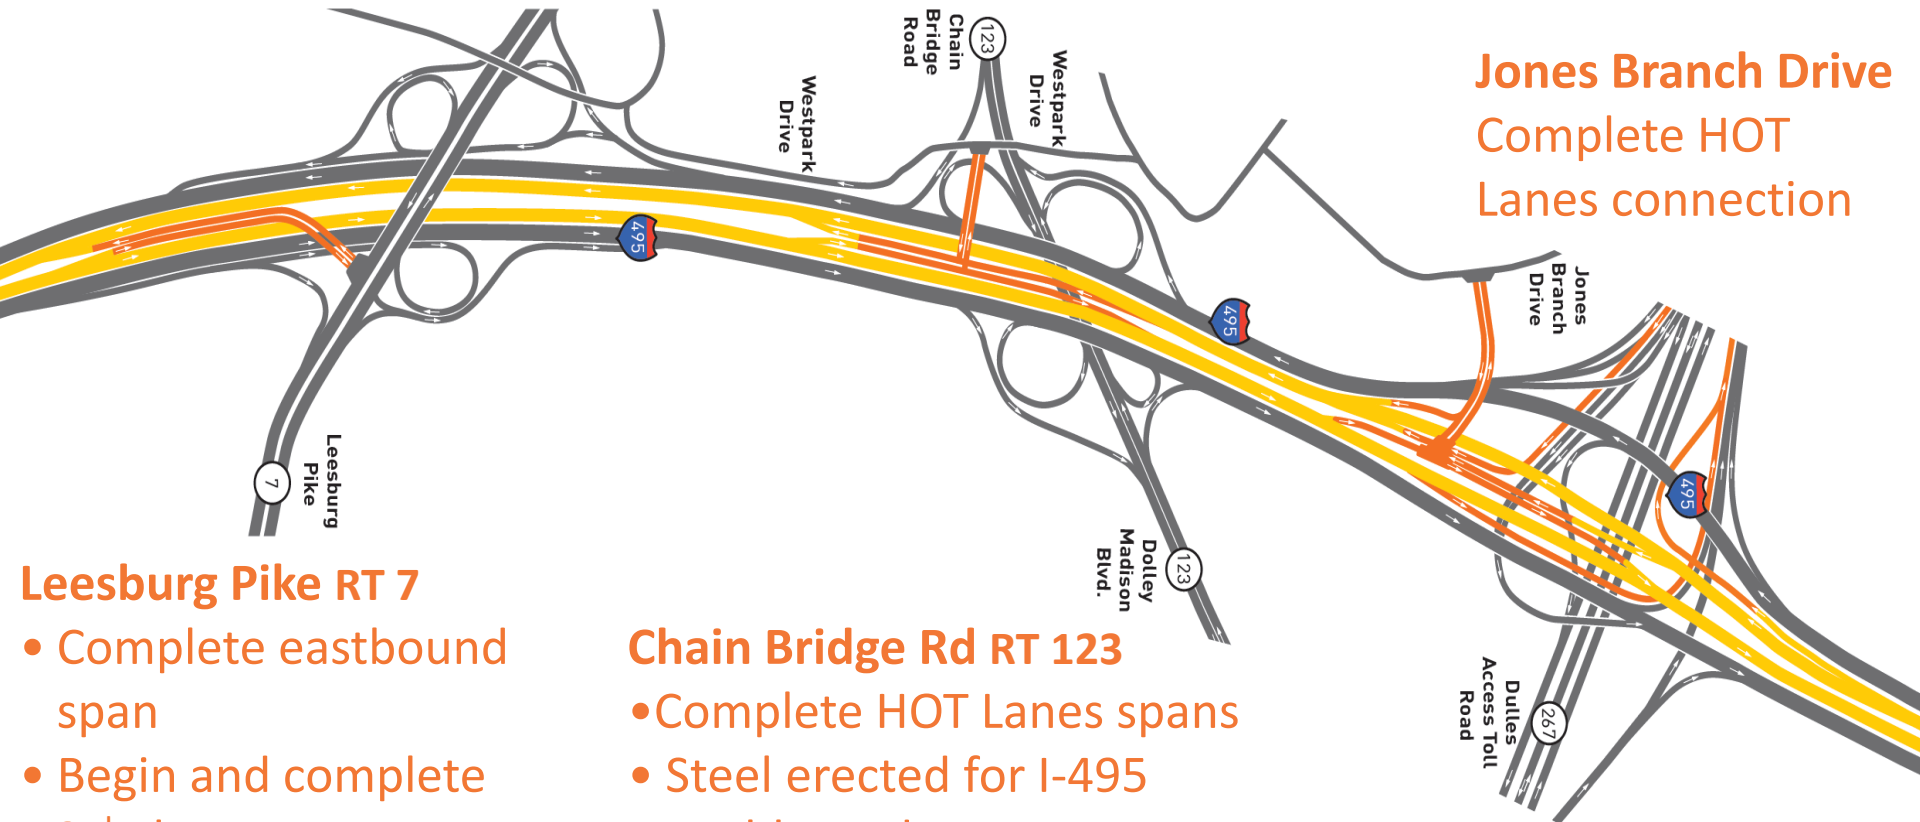 Chain
Bridge
Road
123
Westpark
Drive
Westpark
Drive
Jones Branch Drive
Complete HOT
Lanes connection
495
495
Jones
Branch
Drive
495
Leesburg
Pike
7
Dolley
Madison
Blvd.
123
Dulles
Access Toll
Road
267
Leesburg Pike RT 7
• Complete eastbound
span
• Begin and complete
Chain Bridge Rd RT 123
•Complete HOT Lanes spans
• Steel erected for I-495